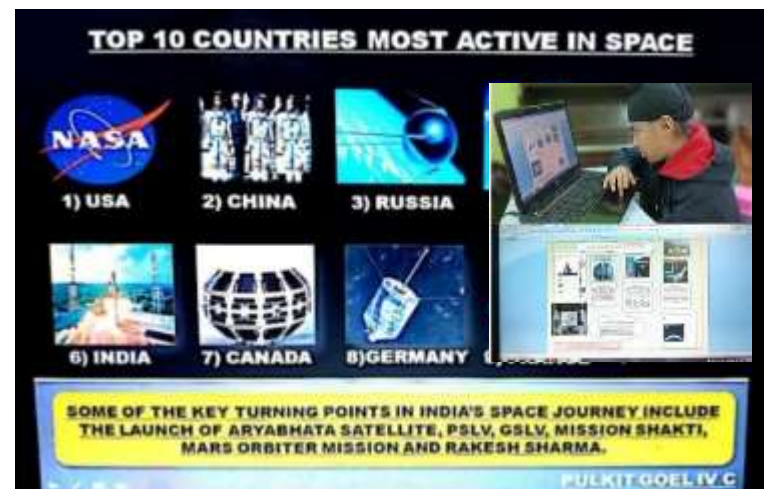 TOP 10 COUNTRIES MOST ACTIVE IN SPACE
NASA
1) USA
2) CHINA
3) RUSSIA
6) INDIA
7) CANADA
8)GERMANY
SOME OF THE KEY TURNING POINTS IN INDIA'S SPACE JOURNEY INCLUDE
THE LAUNCH OF ARYABHATA SATELLITE, PSLV, GSLV, MISSION SHAKTI,
MARS ORBITER MISSION AND RAKESH SHARMA.
PULKIT GOEL IV C